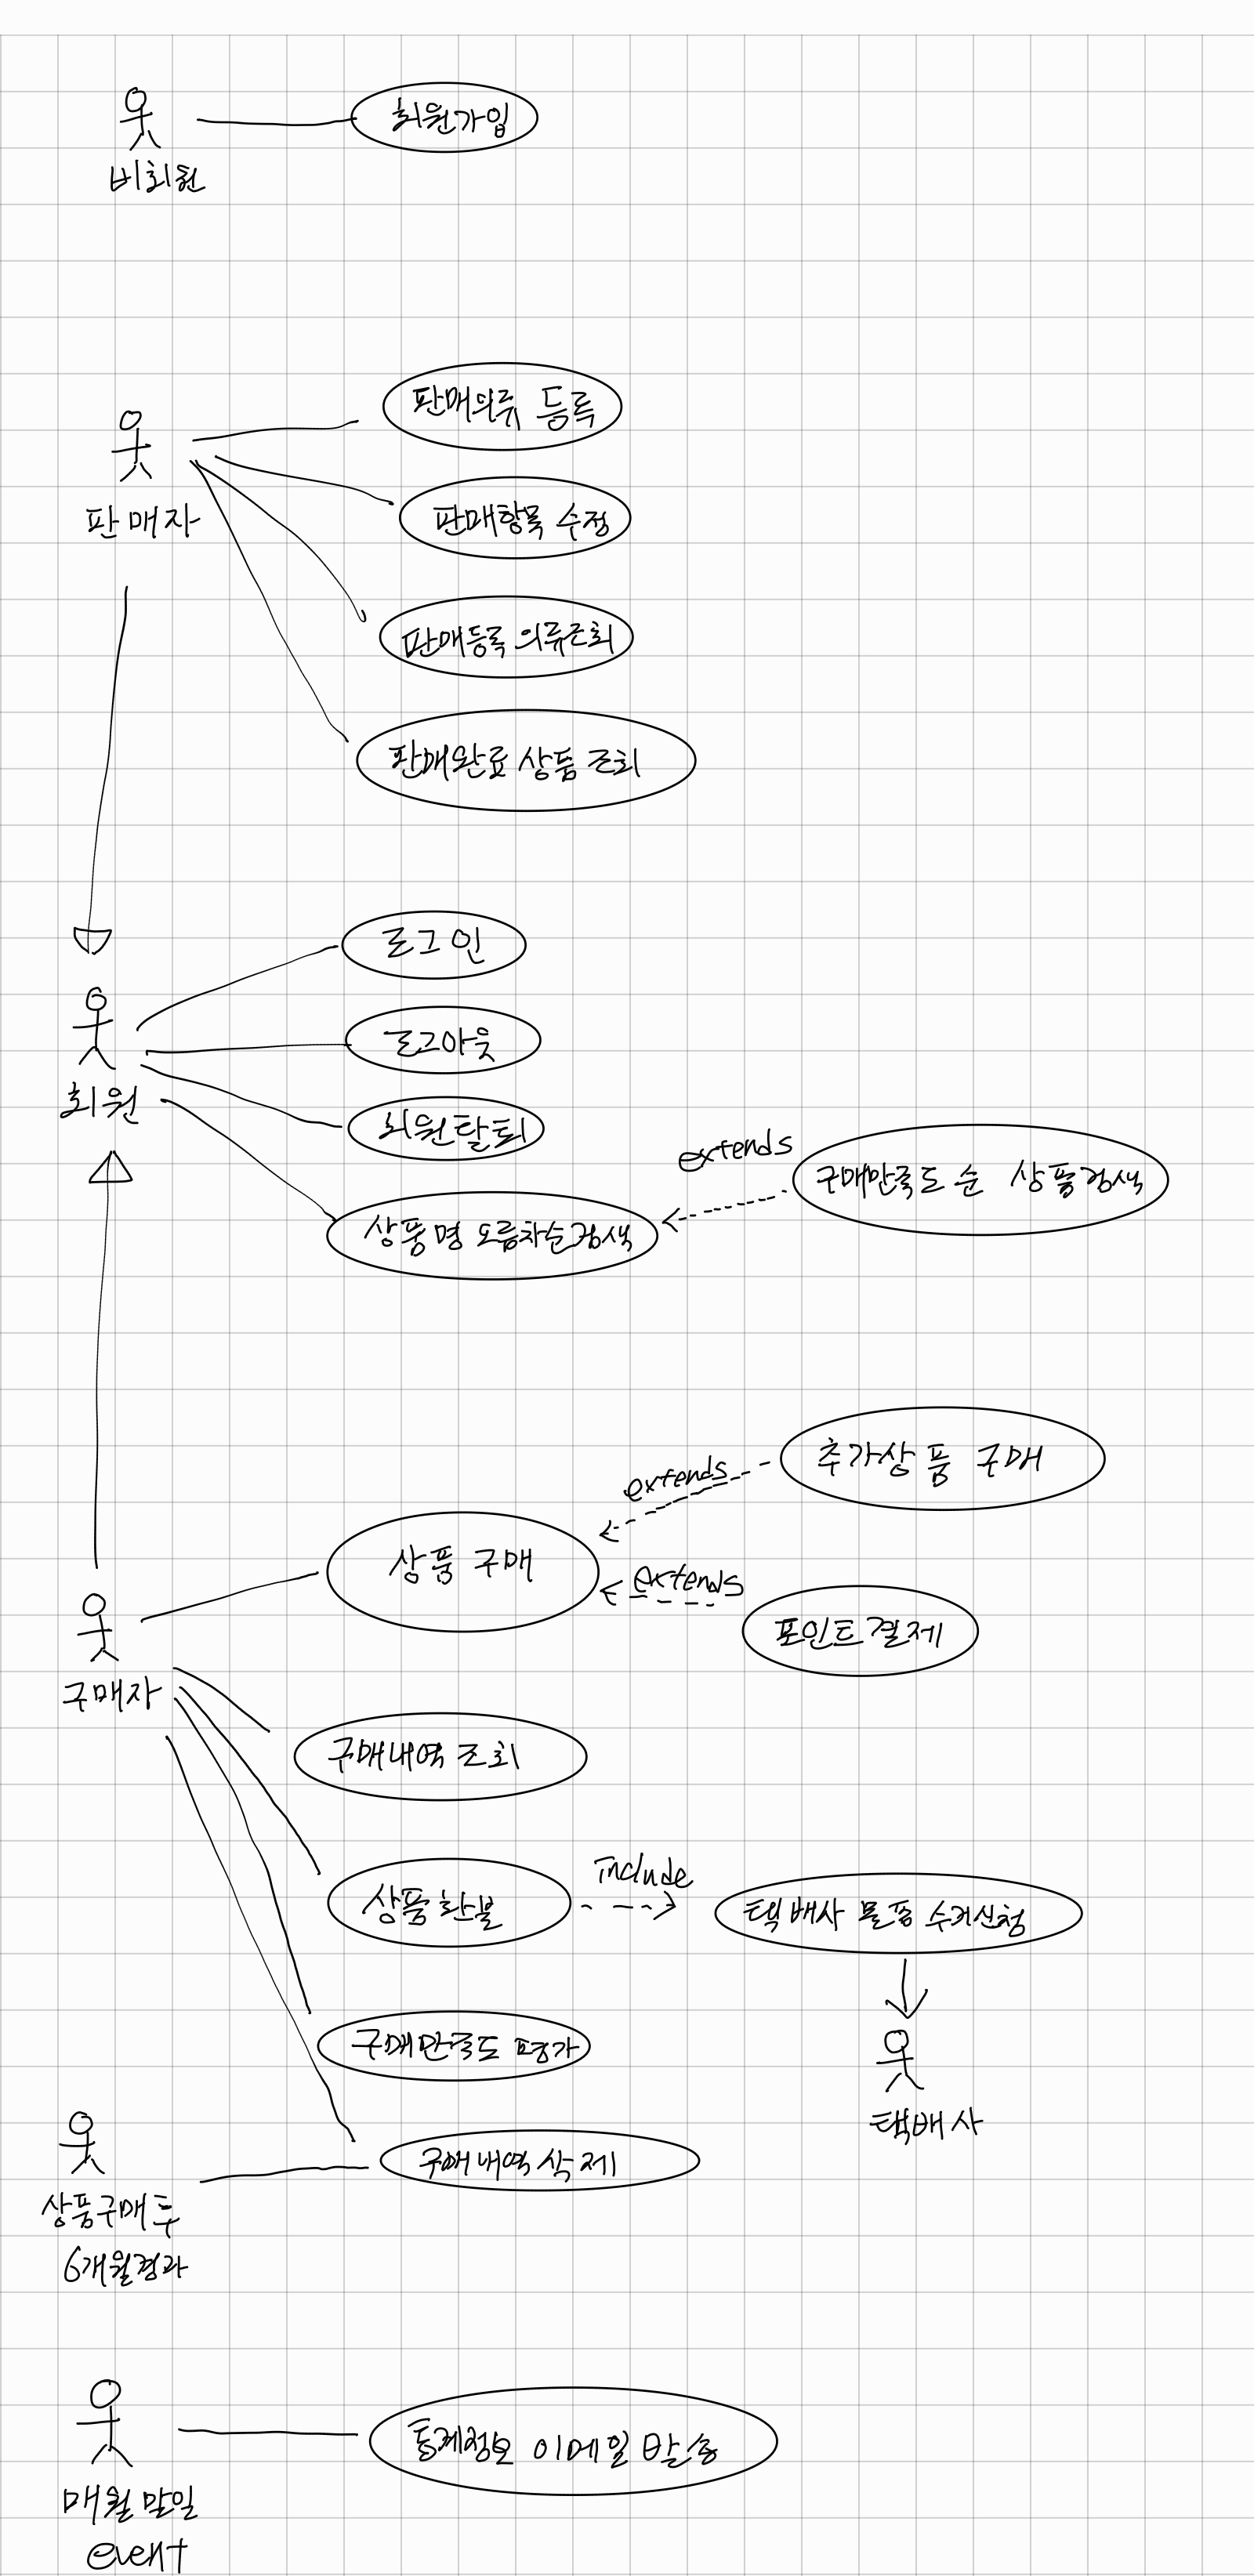 회원가입
비회원
판매의류 등록
판매자
판매항목 수정
판매등록 의류조회
판매완료 상품 조회
로그인
로그아웃
회원
회원탈퇴
extends
구매만족도 순 상품검색
상품명 오름차순검색
extends
추가상품 구매
상품 구매
extends
포인트결제
구매자
구매내역 조회
include
상품환불
택배사 물품 수거신청
구매만족도 평가
택배사
구매내역삭제
상품구매 후
6개월경과
통계정보 이메일 발송
매월 말일
event